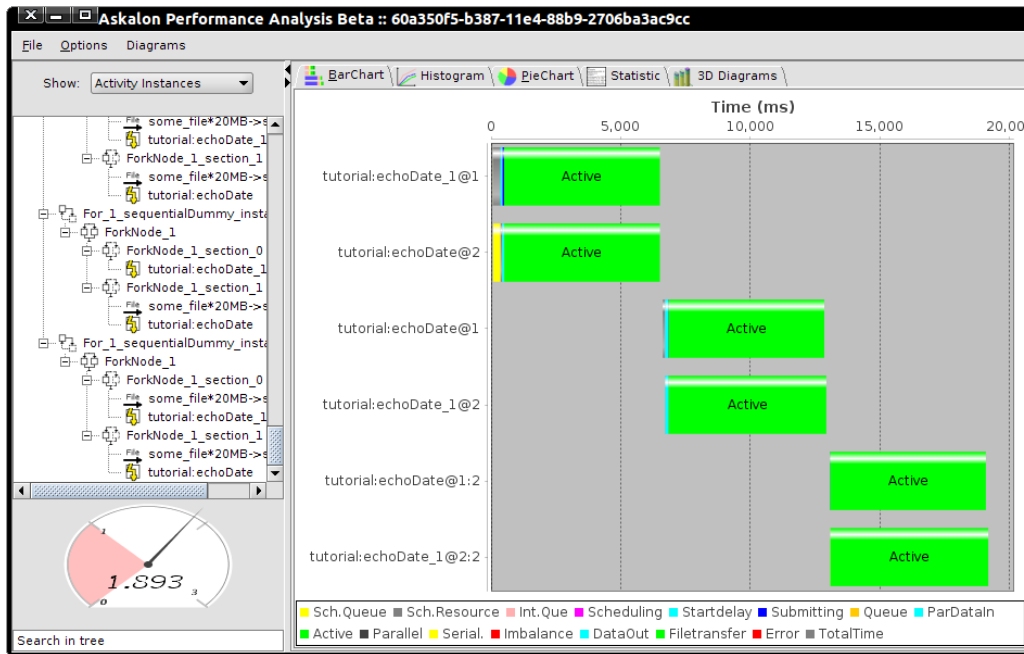 Askalon Performance Analysis Beta :: 60a350f5-b387-11e4-88b9-2706ba3ac9cc
File Options Diagrams
Show: Activity Instances
File some_file*20MB->s
tutorial:echoDate_1
ForkNode_1_section_1
File some_file*20MB->s
tutorial:echoDate
For_1_sequentialDummy_insta
ForkNode_1
ForkNode_1_section_0
tutorial:echoDate_1
ForkNode_1_section_1
File some_file*20MB->s
tutorial:echoDate
For_1_sequentialDummy_insta
ForkNode_1
ForkNode_1_section_0
File some_file*20MB->s
tutorial:echoDate_1
ForkNode_1_section_1
File some_file*20MB->s
tutorial:echoDate
1
1.893
0 3
Search in tree
BarChart Histogram PieChart Statistic 3D Diagrams
Time (ms)
0 5,000 10,000 15,000 20,00
tutorial:echoDate_1@1 Active
tutorial:echoDate@2 Active
tutorial:echoDate@1 Active
tutorial:echoDate_1@2 Active
tutorial:echoDate@1:2 Active
tutorial:echoDate_1@2:2 Active
Sch.Queue Sch.Resource Int.Que Scheduling Startdelay Submitting Queue ParDataIn
Active Parallel Serial. Imbalance DataOut Filetransfer Error TotalTime